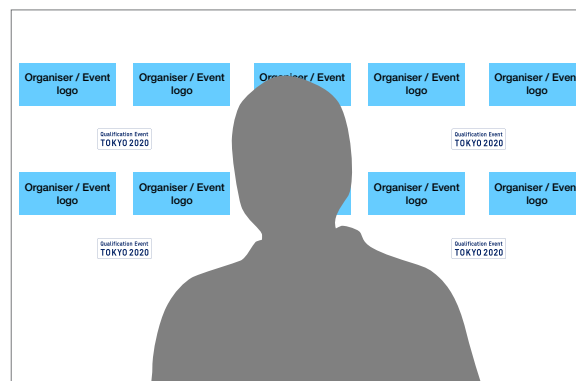 Organiser / Event
logo
Organiser / Event
logo
Organiser / Event
Organiser / Event
logo
Organiser / Event
logo
Qualification Event
TOKYO 2020
Qualification Event
TOKYO 2020
Organiser / Event
logo
Organiser / Event
logo
Organiser / Event
logo
Organiser / Event
logo
Qualification Event
TOKYO 2020
Qualification Event
TOKYO 2020